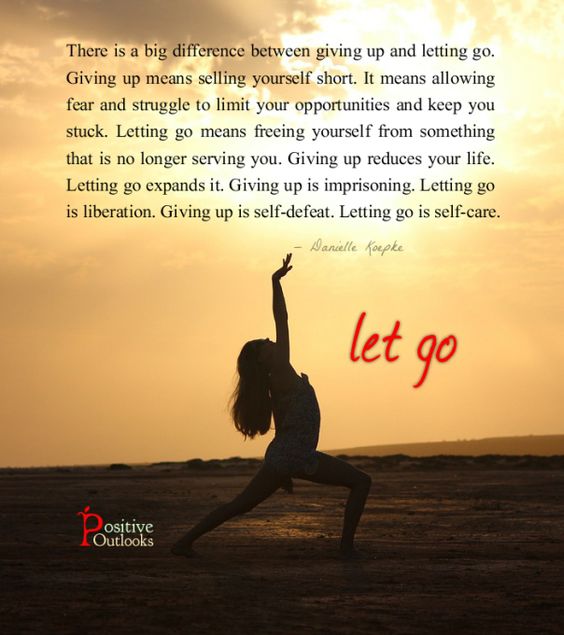 There is a big difference between giving up and letting go.
Giving up means selling yourself short. It means allowing
fear and struggle to limit your opportunities and keep you
stuck. Letting go means freeing yourself from something
that is no longer serving you. Giving up reduces your life.
Letting go expands it. Giving up is imprisoning. Letting go
is liberation. Giving up is self-defeat. Letting go is self-care.
– Danielle Koepke
let go
Positive
Outlooks